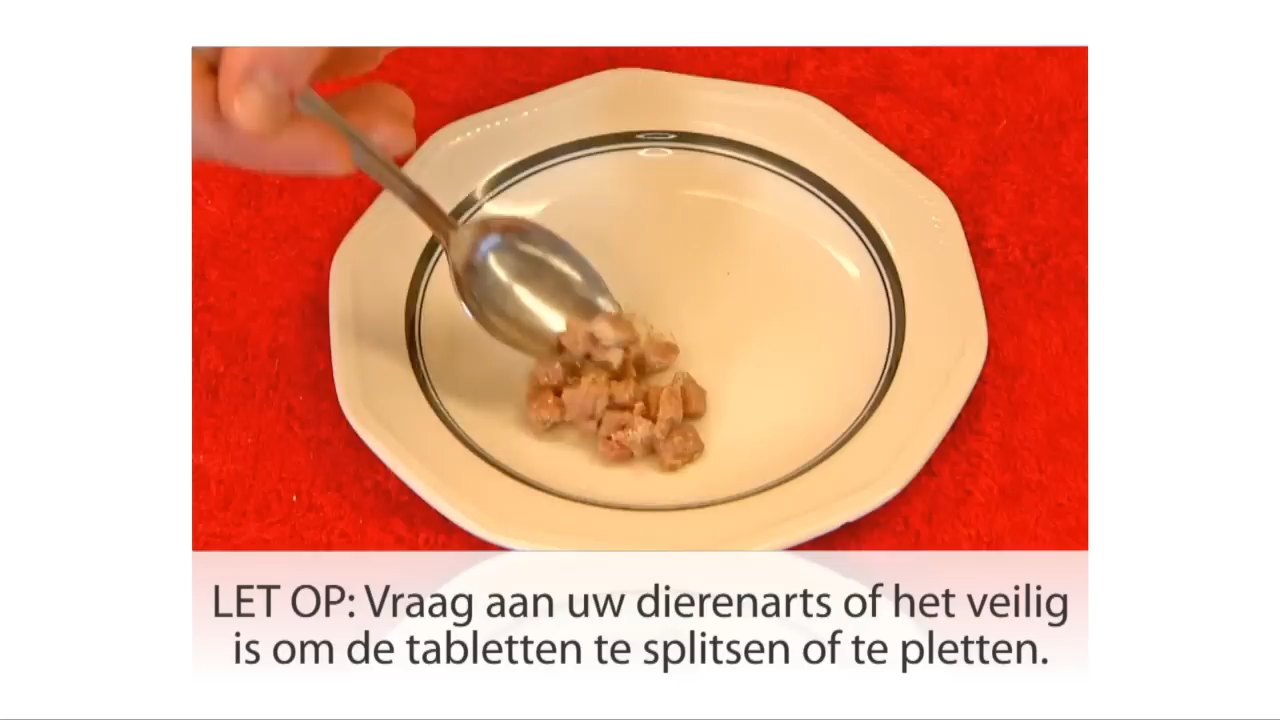 LET OP: Vraag aan uw dierenarts of het veilig
is om de tabletten te splitsen of te pletten.